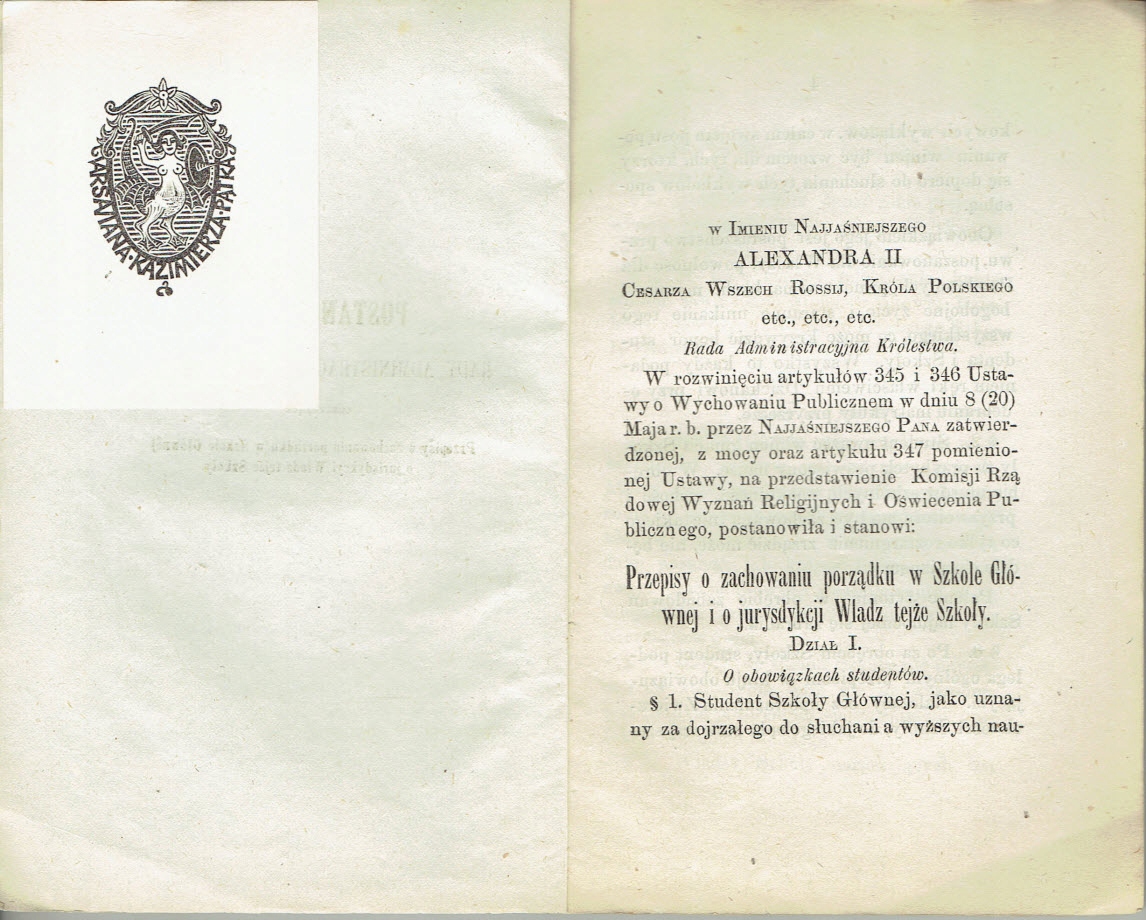 VARSAVIANA·KAZIMIERZA·PĄTKA
w Imieniu Najjaśniejszego
ALEXANDRA II
Cesarza Wszech Rossij, Króla Polskiego
etc., etc., etc.
Rada Administracyjna Królestwa.
W rozwinięciu artykułów 345 i 346 Usta-
wy o Wychowaniu Publicznem w dniu 8 (20)
Maja r. b. przez Najjaśniejszego Pana zatwier-
dzonej, z mocy oraz artykułu 347 pomienio-
nej Ustawy, na przedstawienie Komisji Rzą
dowej Wyznań Religijnych i Oświecenia Pu-
blicznego, postanowiła i stanowi:
Przepisy o zachowaniu porządku w Szkole Głó-
wnej i o jurysdykcji Władz tejże Szkoły.
Dział I.
O obowiązkach studentów.
§ 1. Student Szkoły Głównej, jako uzna-
ny za dojrzałego do słuchania wyższych nau-